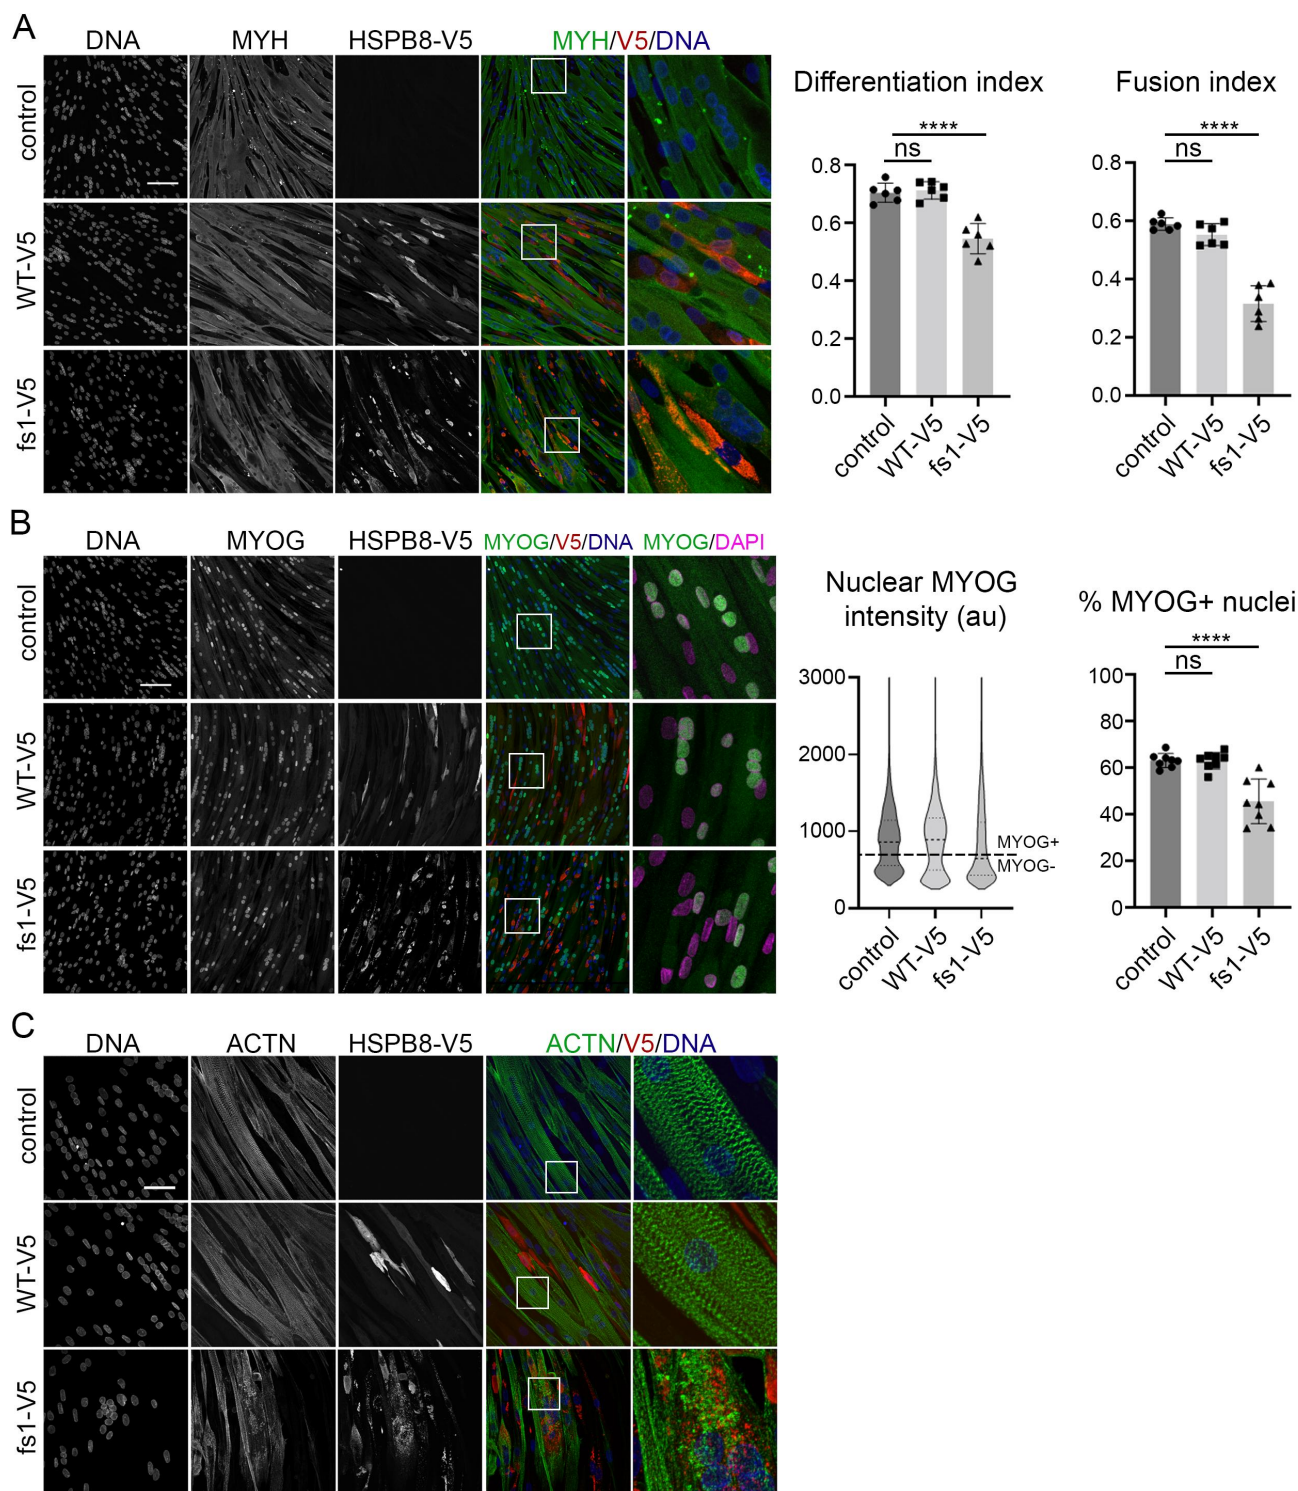 A
DNA MYH HSPB8-V5 MYH/V5/DNA
control
WT-V5
fs1-V5
Differentiation index
****
ns
0.8
0.6
0.4
0.2
0.0
control WT-V5 fs1-V5
Fusion index
****
ns
0.8
0.6
0.4
0.2
0.0
control WT-V5 fs1-V5
B
DNA MYOG HSPB8-V5 MYOG/V5/DNA MYOG/DAPI
control
WT-V5
fs1-V5
Nuclear MYOG
intensity (au)
3000
2000
1000
0
MYOG+
MYOG-
control WT-V5 fs1-V5
% MYOG+ nuclei
****
ns
100
80
60
40
20
0
control WT-V5 fs1-V5
C
DNA ACTN HSPB8-V5 ACTN/V5/DNA
control
WT-V5
fs1-V5